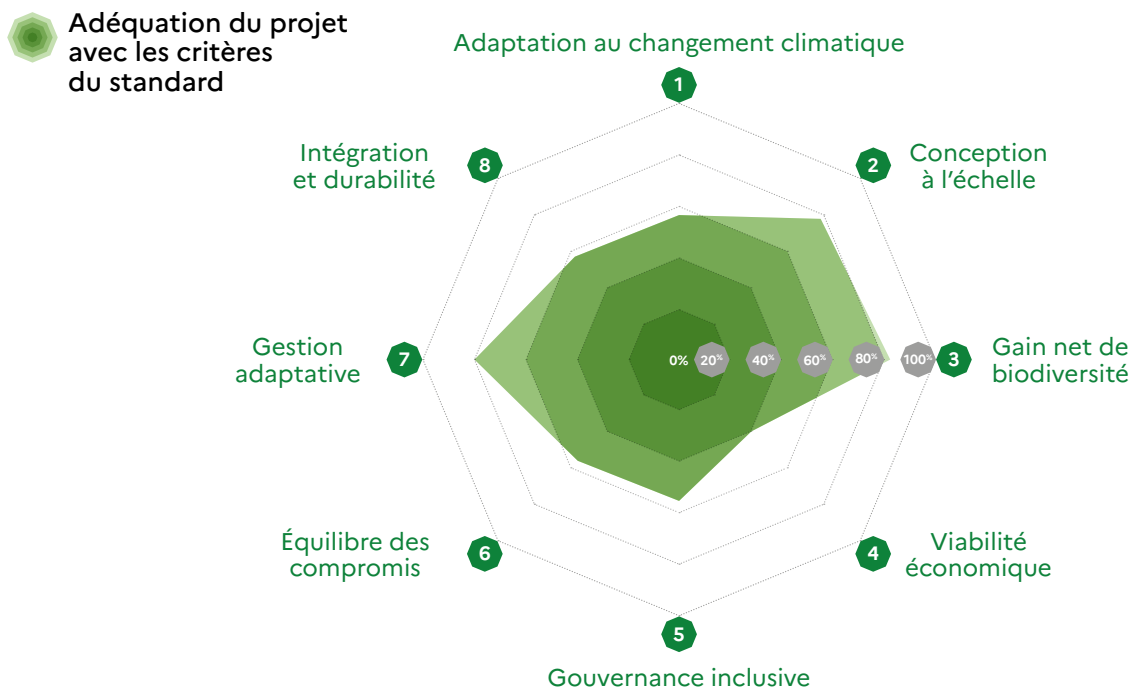 Adéquation du projet
avec les critères
du standard
Adaptation au changement climatique
1
8
Intégration
et durabilité
2
Conception
à l'échelle
7
Gestion
adaptative
0%
20%
40%
60%
80%
100%
3
Gain net de
biodiversité
6
Équilibre des
compromis
4
Viabilité
économique
5
Gouvernance inclusive